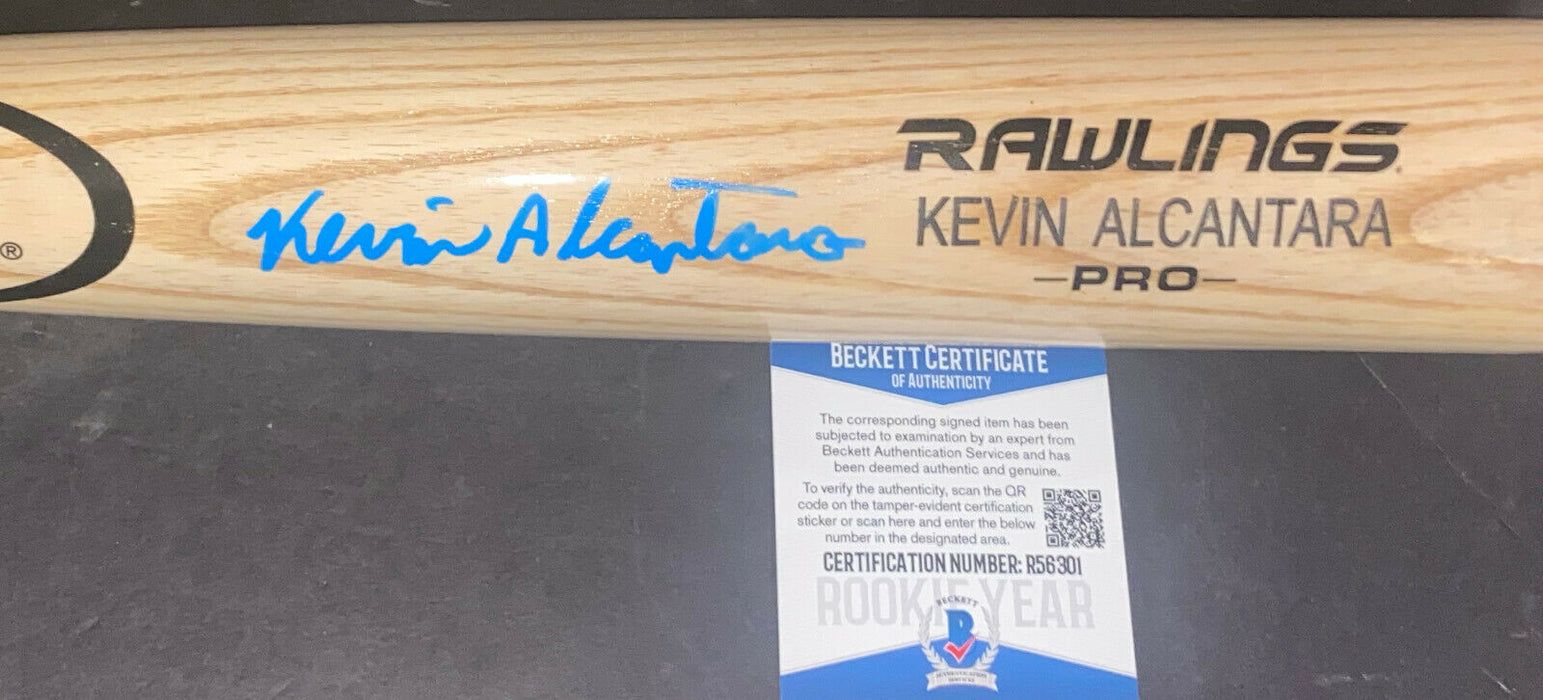 ®
Kevin Alcantara
RAWLINGS
KEVIN ALCANTARA
—PRO—
BECKETT CERTIFICATE
OF AUTHENTICITY
The corresponding signed item has been
subjected to examination by an expert from
Beckett Authentication Services and has
been deemed authentic and genuine.
To verify the authenticity, scan the QR
code on the tamper-evident certification
sticker or scan here and enter the below
number in the designated area.
CERTIFICATION NUMBER: R56301
ROOKIE YEAR
BECKETT
B
AUTHENTICATION
SERVICES